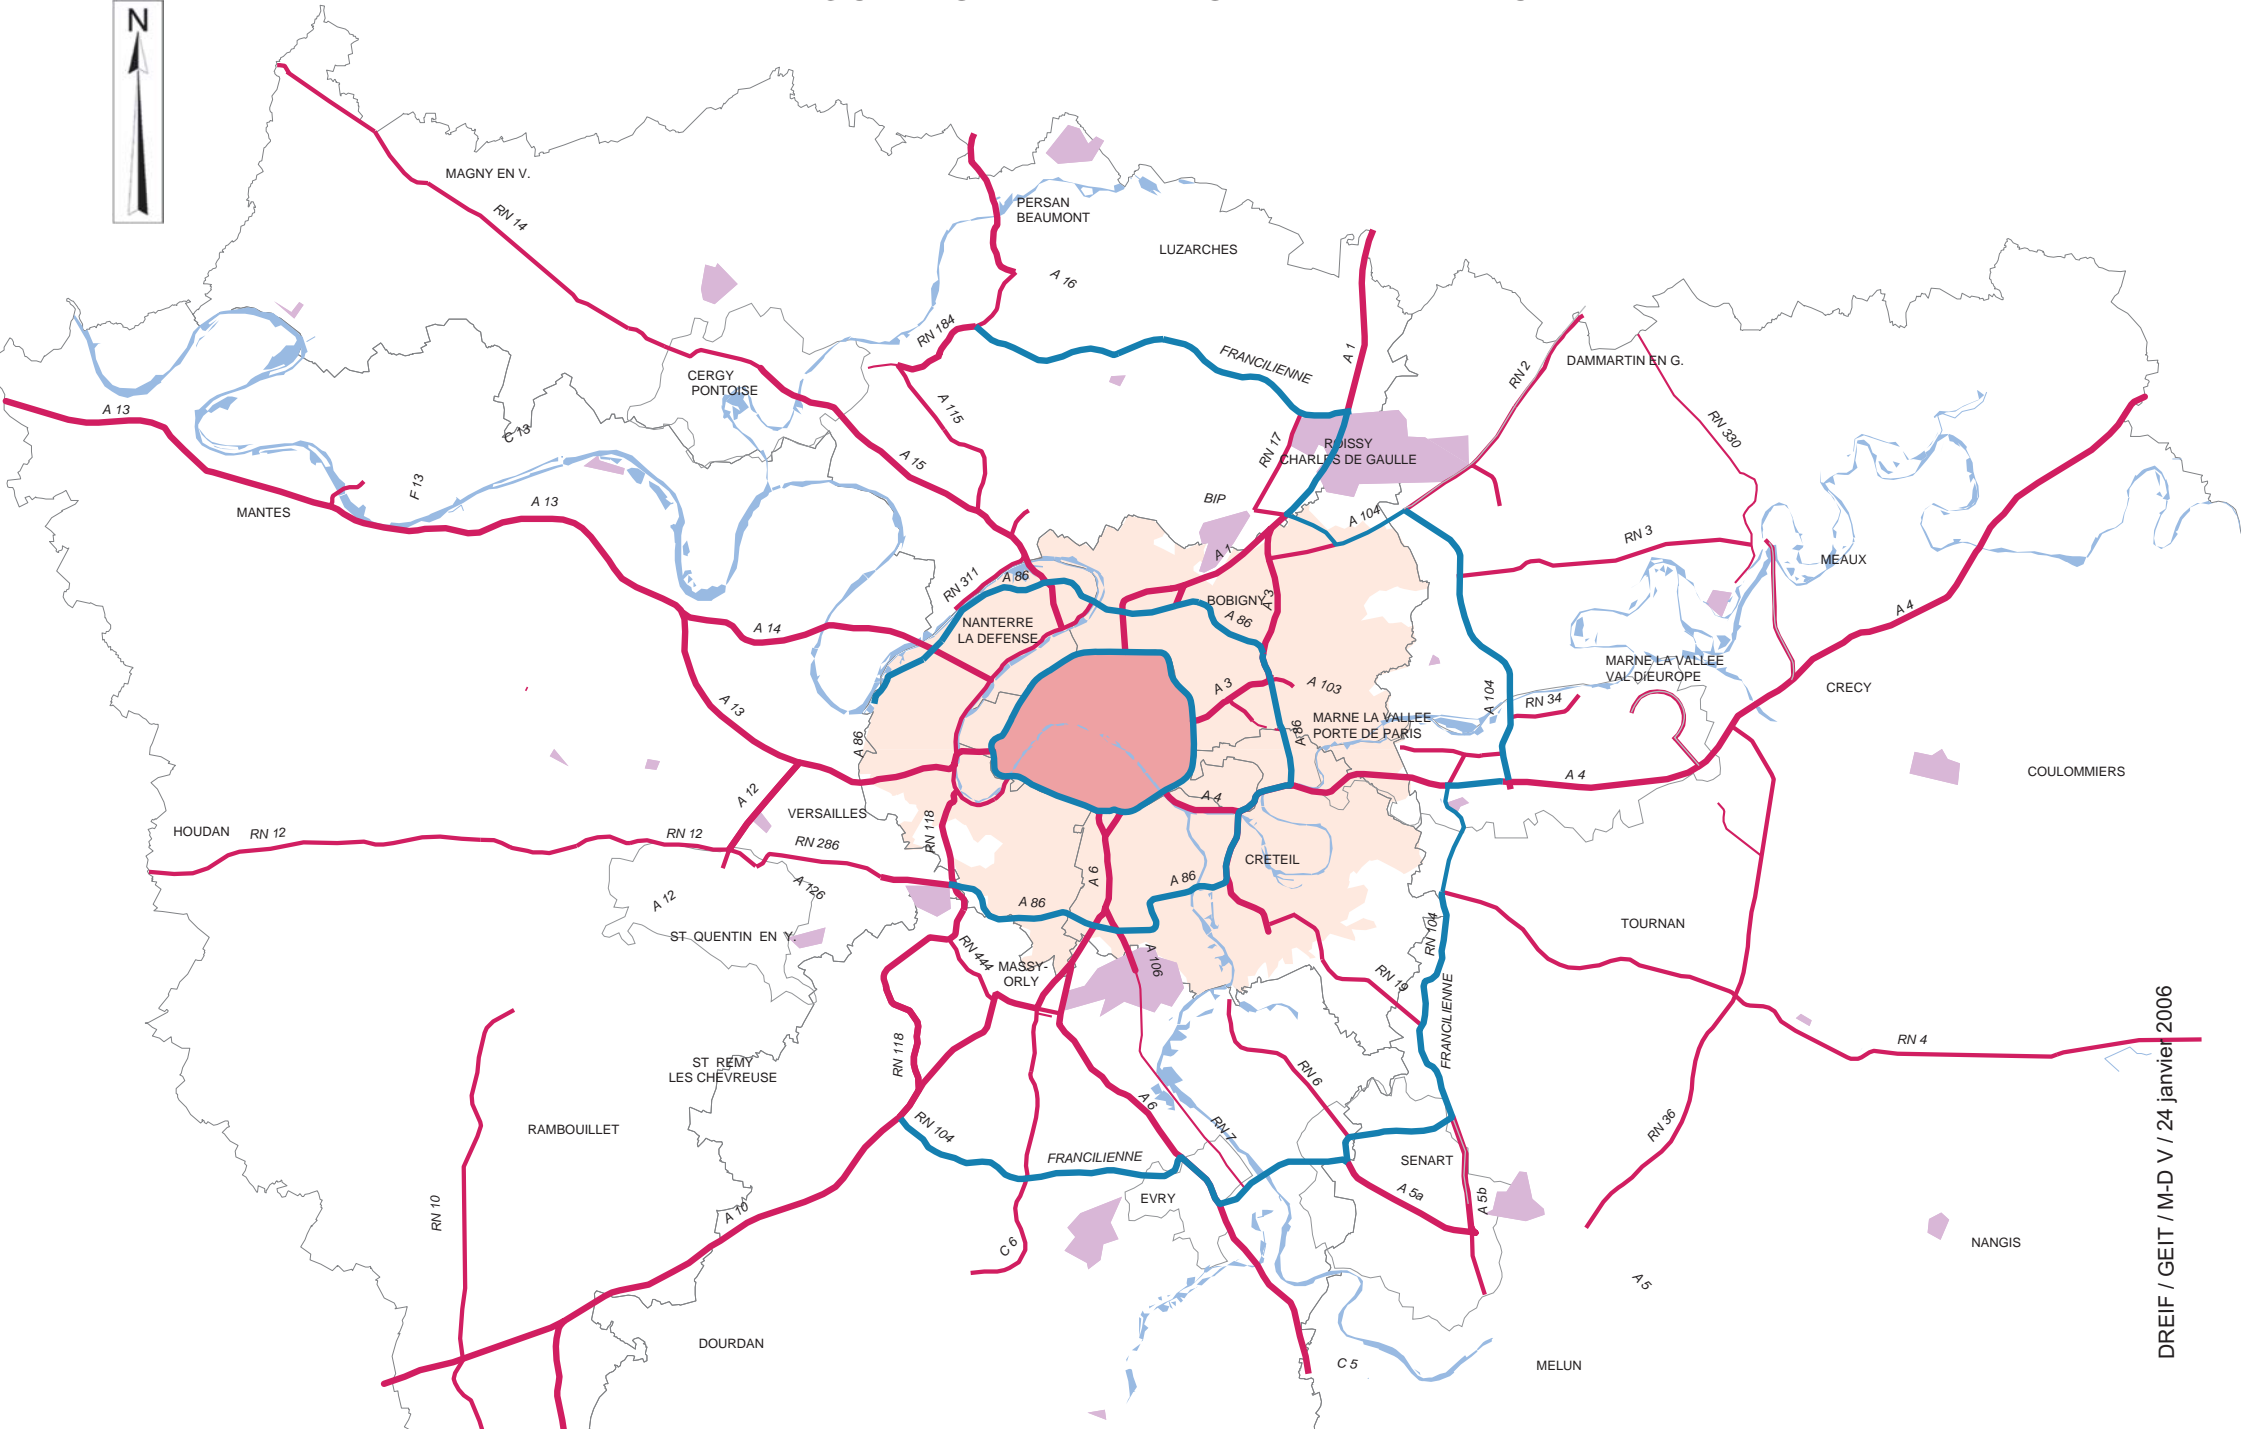 N
MAGNY EN V.
RN 14
PERSAN
BEAUMONT
LUZARCHES
A 16
RN 184
FRANCILIENNE
A 1
RN 2
DAMMARTIN EN G.
CERGY
PONTOISE
A 13
C 13
A 115
RN 330
RN 17
ROISSY
CHARLES DE GAULLE
A 15
F 13
A 13
MANTES
BIP
A 104
RN 3
A 1
MEAUX
RN 311
A 86
BOBIGNY
A 3
A 86
A 4
NANTERRE
LA DEFENSE
A 14
MARNE LA VALLEE
VAL D'EUROPE
CRECY
A 3
A 103
A 104
RN 34
A 13
A 86
MARNE LA VALLEE
PORTE DE PARIS
A 86
A 4
COULOMMIERS
A 12
VERSAILLES
A 4
HOUDAN
RN 12
RN 12
RN 286
RN 118
CRETEIL
A 6
A 86
A 126
A 12
A 86
ST QUENTIN EN Y.
RN 104
TOURNAN
RN 444
MASSY-
ORLY
A 106
RN 19
FRANCILIENNE
RN 118
RN 4
ST REMY
LES CHEVREUSE
RN 6
A 6
RN 7
RN 104
RAMBOUILLET
RN 36
FRANCILIENNE
SENART
A 5a
A 5b
EVRY
RN 10
A 10
C 6
NANGIS
A 5
DOURDAN
C 5
MELUN
DREIF / GEIT / M-D V / 24 janvier 2006